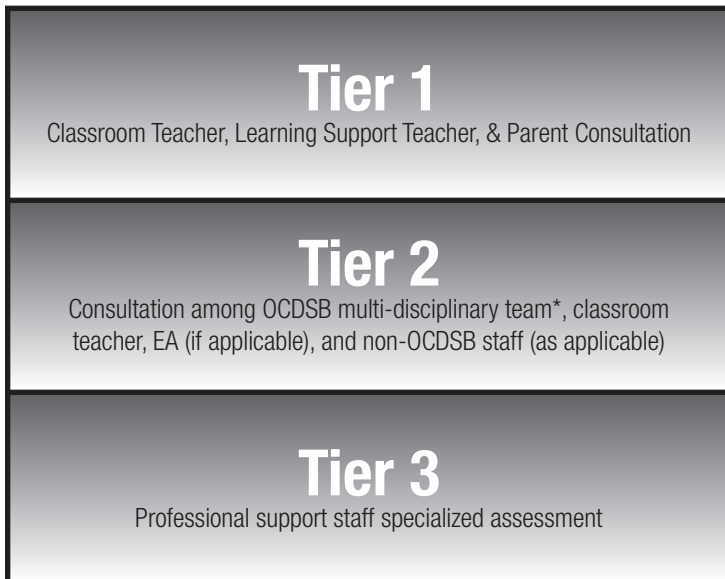 Tier 1
Classroom Teacher, Learning Support Teacher, & Parent Consultation
Tier 2
Consultation among OCDSB multi-disciplinary team*, classroom
teacher, EA (if applicable), and non-OCDSB staff (as applicable)
Tier 3
Professional support staff specialized assessment